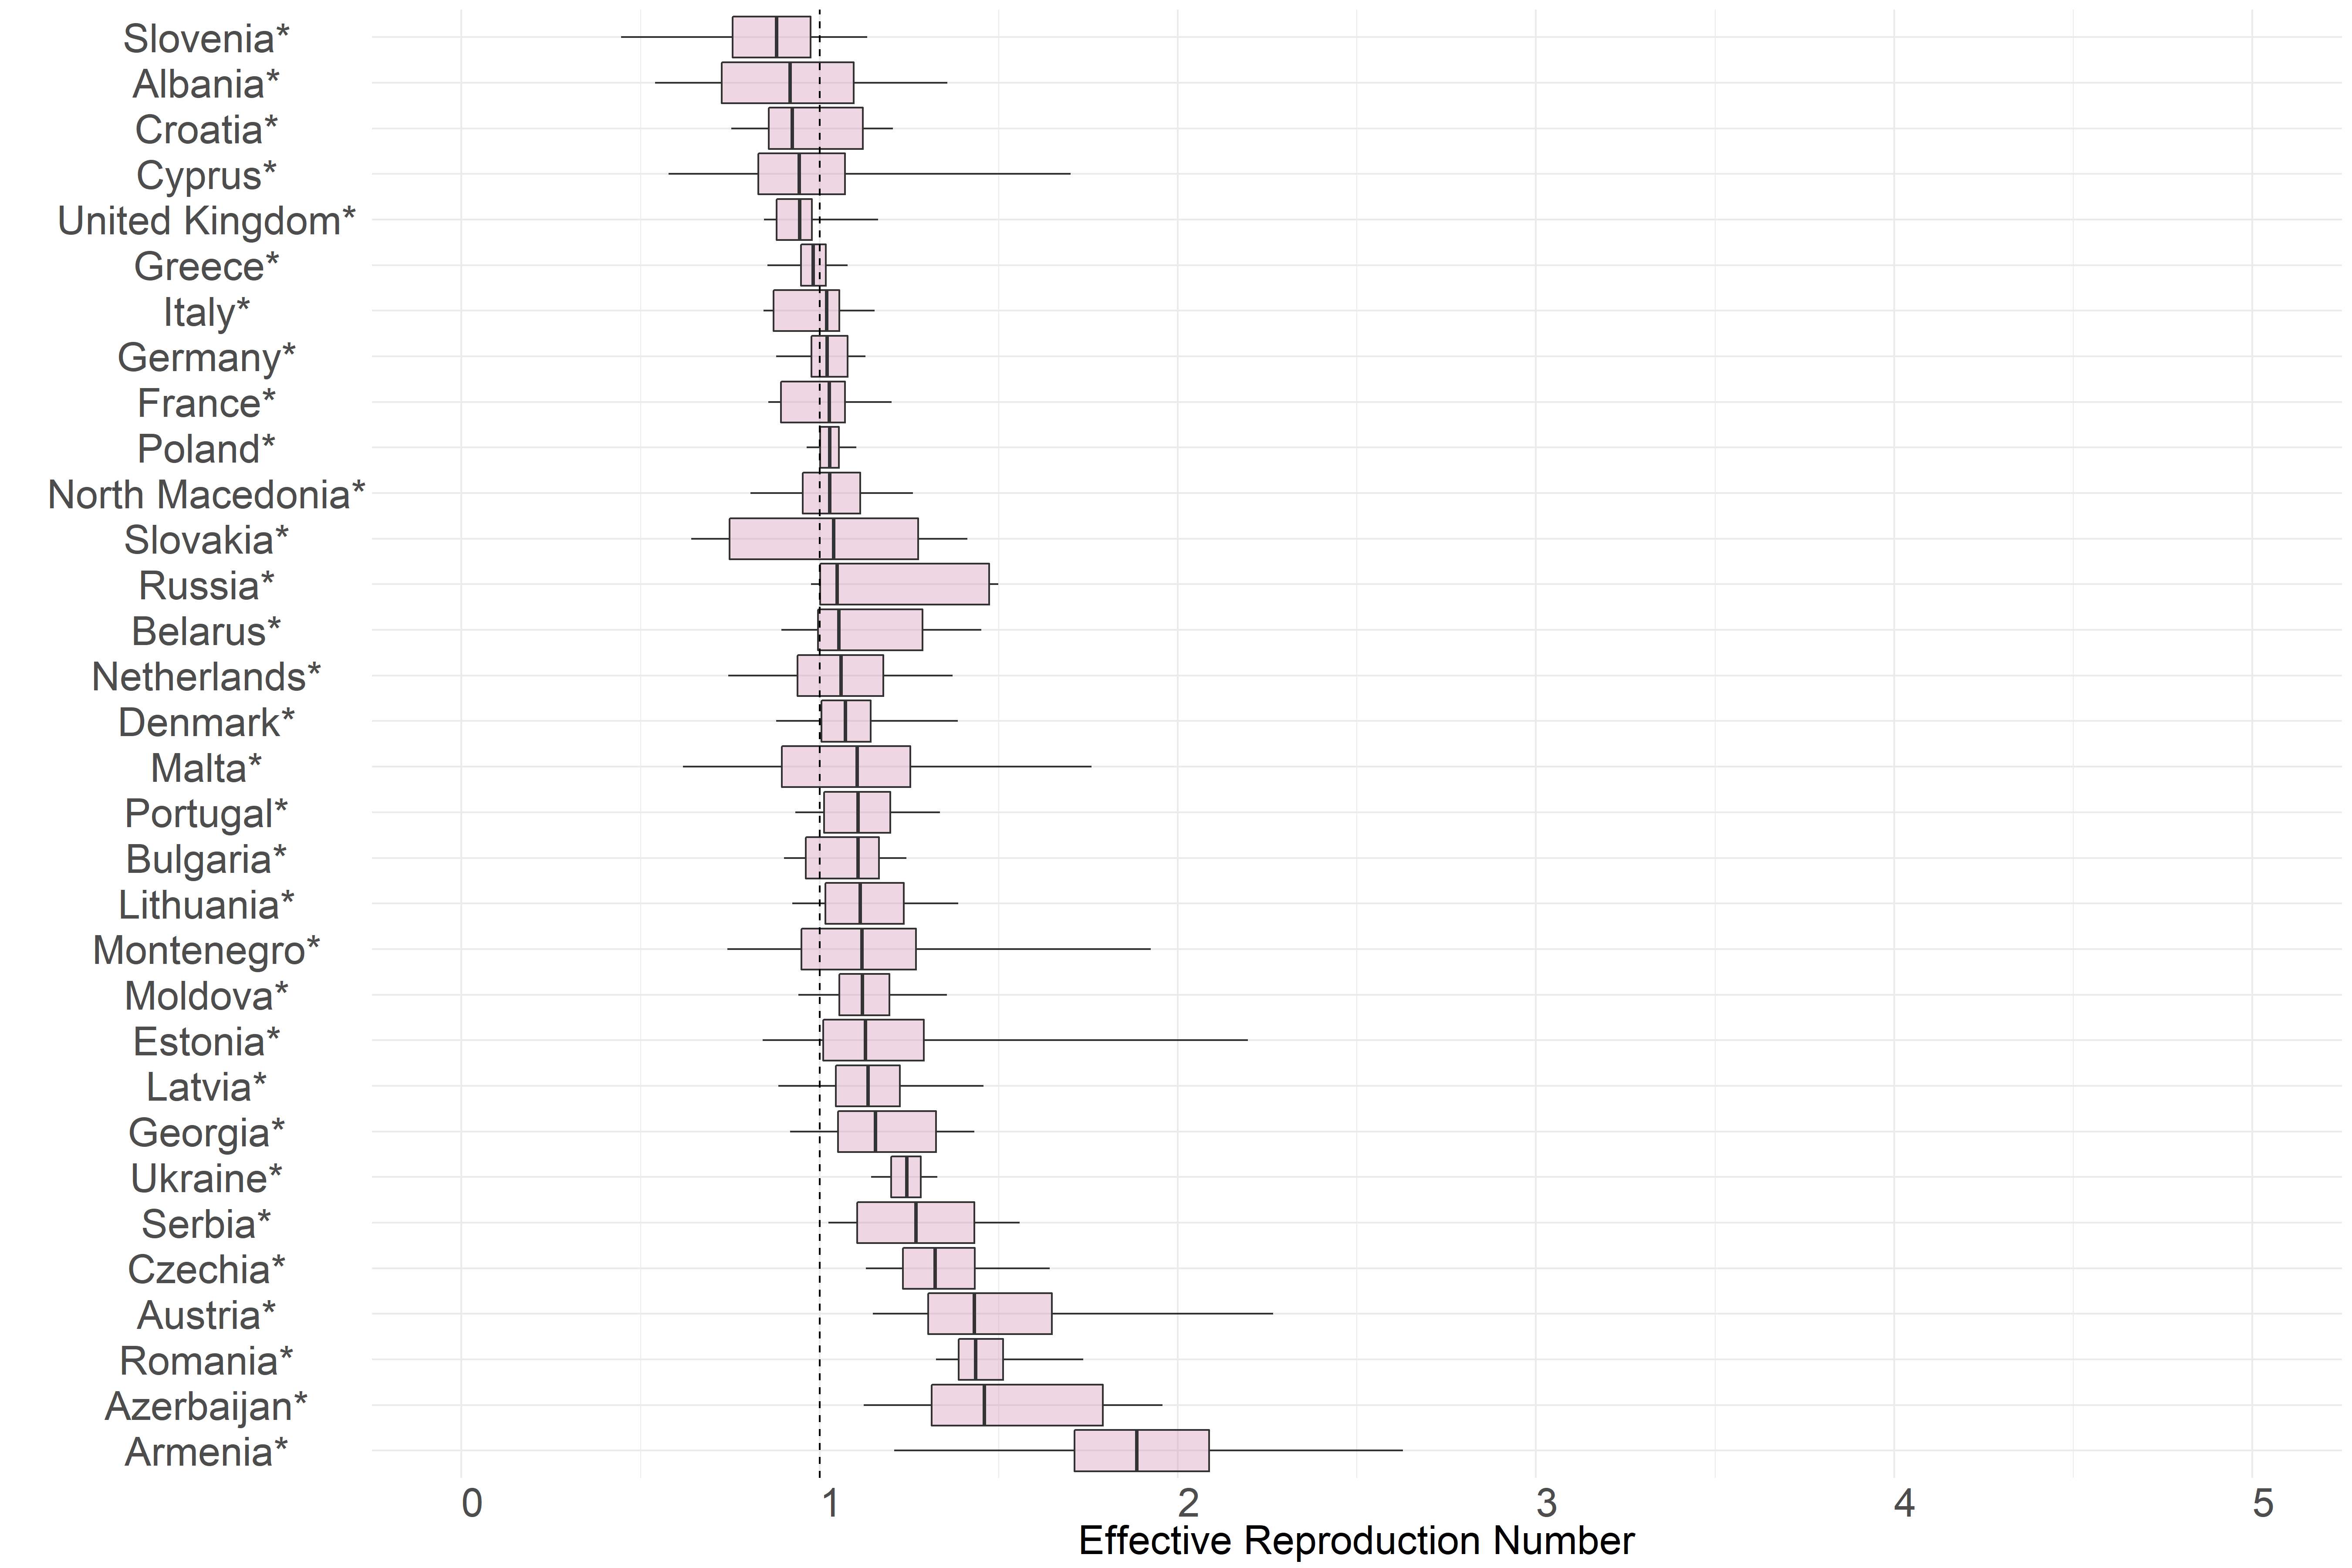 Slovenia*
Albania*
Croatia*
Cyprus*
United Kingdom*
Greece*
Italy*
Germany*
France*
Poland*
North Macedonia*
Slovakia*
Russia*
Belarus*
Netherlands*
Denmark*
Malta*
Portugal*
Bulgaria*
Lithuania*
Montenegro*
Moldova*
Estonia*
Latvia*
Georgia*
Ukraine*
Serbia*
Czechia*
Austria*
Romania*
Azerbaijan*
Armenia*
0 1 2 3 4 5
Effective Reproduction Number